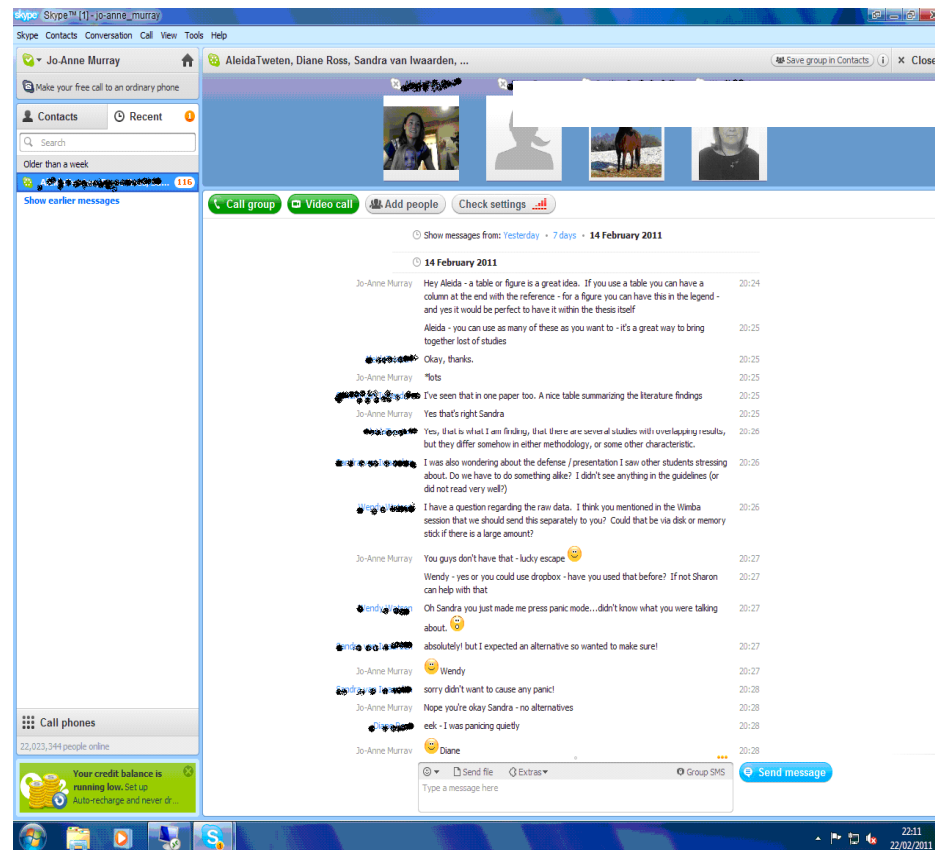 Skype™ [1] - jo-anne_murray
Skype Contacts Conversation Call View Tools Help
Jo-Anne Murray
AleidaTweten, Diane Ross, Sandra van Iwaarden, ...
Save group in Contacts
Close
Make your free call to an ordinary phone
Contacts Recent 1
Search
Older than a week
116
Show earlier messages
Call group Video call Add people Check settings
Show messages from: Yesterday • 7 days • 14 February 2011
14 February 2011
Jo-Anne Murray Hey Aleida - a table or figure is a great idea. If you use a table you can have a 20:24
column at the end with the reference - for a figure you can have this in the legend -
and yes it would be perfect to have it within the thesis itself
Aleida - you can use as many of these as you want to - it's a great way to bring 20:25
together lost of studies
Okay, thanks. 20:25
Jo-Anne Murray *lots 20:25
I've seen that in one paper too. A nice table summarizing the literature findings 20:25
Jo-Anne Murray Yes that's right Sandra 20:25
Yes, that is what I am finding, that there are several studies with overlapping results, 20:26
but they differ somehow in either methodology, or some other characteristic.
I was also wondering about the defense / presentation I saw other students stressing 20:26
about. Do we have to do something alike? I didn't see anything in the guidelines (or
did not read very well?)
I have a question regarding the raw data. I think you mentioned in the Wimba 20:26
session that we should send this separately to you? Could that be via disk or memory
stick if there is a large amount?
Jo-Anne Murray You guys don't have that - lucky escape 20:27
Wendy - yes or you could use dropbox - have you used that before? If not Sharon 20:27
can help with that
Oh Sandra you just made me press panic mode...didn't know what you were talking 20:27
about.
absolutely! but I expected an alternative so wanted to make sure! 20:27
Jo-Anne Murray Wendy 20:27
sorry didn't want to cause any panic! 20:28
Jo-Anne Murray Nope you're okay Sandra - no alternatives 20:28
eek - I was panicing quietly 20:28
Jo-Anne Murray Diane 20:28
Call phones
22,023,344 people online
Your credit balance is
running low. Set up
Auto-recharge and never dr...
Send file Extras Group SMS
Type a message here
Send message
22:11
22/02/2011